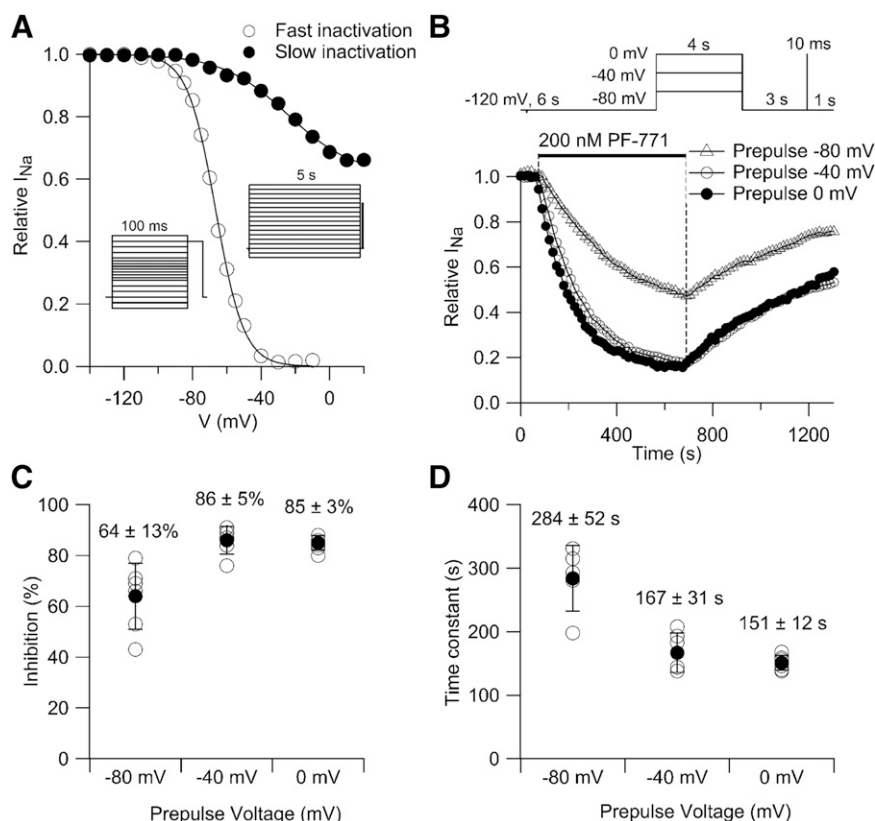 A
Fast inactivation
Slow inactivation
1.0
0.8
0.6
0.4
0.2
0.0
Relative I Na
100 ms
5 s
-120
-80
-40
0
V (mV)
B
0 mV
-40 mV
-80 mV
-120 mV, 6 s
4 s
10 ms
3 s
1 s
200 nM PF-771
Prepulse -80 mV
Prepulse -40 mV
Prepulse 0 mV
1.0
0.8
0.6
0.4
0.2
0.0
Relative I Na
0
400
800
1200
Time (s)
C
100
80
60
40
20
0
Inhibition (%)
64 ± 13%
86 ± 5%
85 ± 3%
-80 mV
-40 mV
0 mV
Prepulse Voltage (mV)
D
400
300
200
100
0
Time constant (s)
284 ± 52 s
167 ± 31 s
151 ± 12 s
-80 mV
-40 mV
0 mV
Prepulse Voltage (mV)